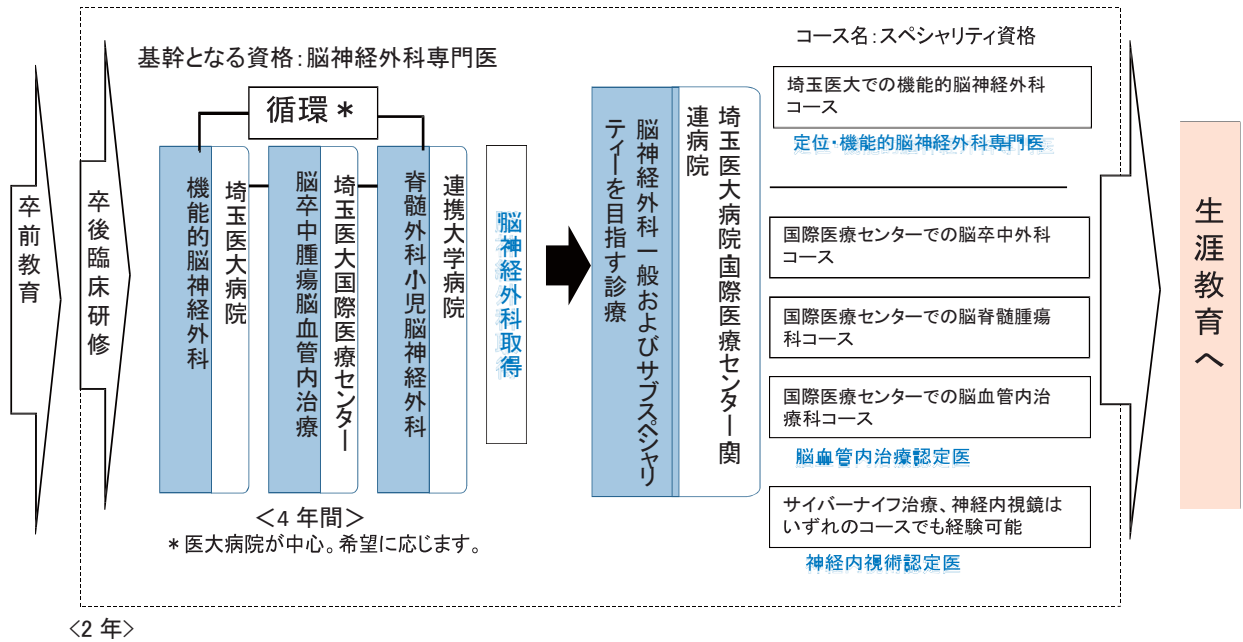 卒前教育
卒後臨床研修
<2 年>
基幹となる資格：脳神経外科専門医
循環＊
機能的脳神経外科
埼玉医大病院
脳卒中腫瘍脳血管内治療
埼玉医大国際医療センター
脊髄外科小児脳神経外科
連携大学病院
脳神経外科取得
＜4 年間＞
＊医大病院が中心。希望に応じます。
脳神経外科一般およびサブスペシャリ
ティーを目指す診療
埼玉医大病院・国際医療センター・関
連病院
コース名：スペシャリティ資格
埼玉医大での機能的脳神経外科
コース
定位・機能的脳神経外科専門医
国際医療センターでの脳卒中外科
コース
国際医療センターでの脳脊髄腫瘍
科コース
国際医療センターでの脳血管内治
療科コース
脳血管内治療認定医
サイバーナイフ治療、神経内視鏡は
いずれのコースでも経験可能
神経内視術認定医
生涯教育へ